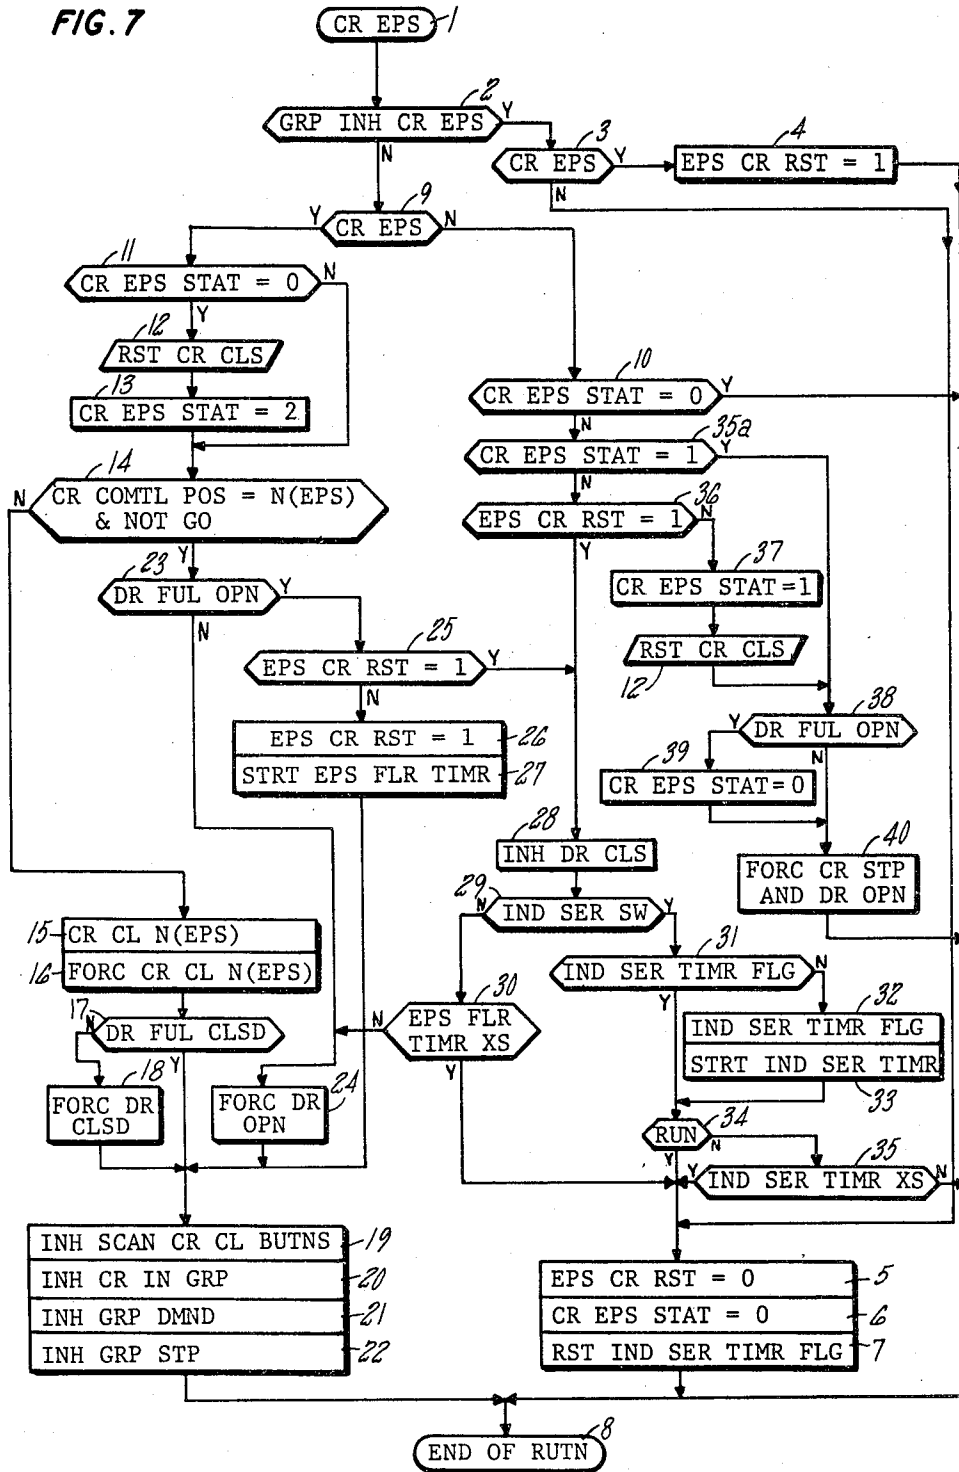 FIG. 7
CR EPS 1
GRP INH CR EPS 2 Y
N
CR EPS 3 Y
N
EPS CR RST = 1 4
Y CR EPS 9 N
CR EPS STAT = 0 11 N
Y
RST CR CLS 12
CR EPS STAT = 2 13
CR EPS STAT = 0 10 Y
N
CR EPS STAT = 1 35a Y
N
N CR COMTL POS = N(EPS) 14
& NOT GO
Y
EPS CR RST = 1 36 N
Y
CR EPS STAT=1 37
RST CR CLS 12
DR FUL OPN 23 Y
N
EPS CR RST = 1 25 Y
N
EPS CR RST = 1 26
STRT EPS FLR TIMR 27
Y DR FUL OPN 38
N
CR EPS STAT=0 39
INH DR CLS 28
FORC CR STP 40
AND DR OPN
N IND SER SW 29 Y
15 CR CL N(EPS)
16 FORC CR CL N(EPS)
IND SER TIMR FLG 31 N
Y
N EPS FLR 30
TIMR XS
Y
IND SER TIMR FLG 32
STRT IND SER TIMR 33
N DR FUL CLSD 17
Y
FORC DR 18
CLSD
FORC DR 24
OPN
RUN 34 N
Y
Y IND SER TIMR XS 35 N
INH SCAN CR CL BUTNS 19
INH CR IN GRP 20
INH GRP DMND 21
INH GRP STP 22
EPS CR RST = 0 5
CR EPS STAT = 0 6
RST IND SER TIMR FLG 7
END OF RUTN 8